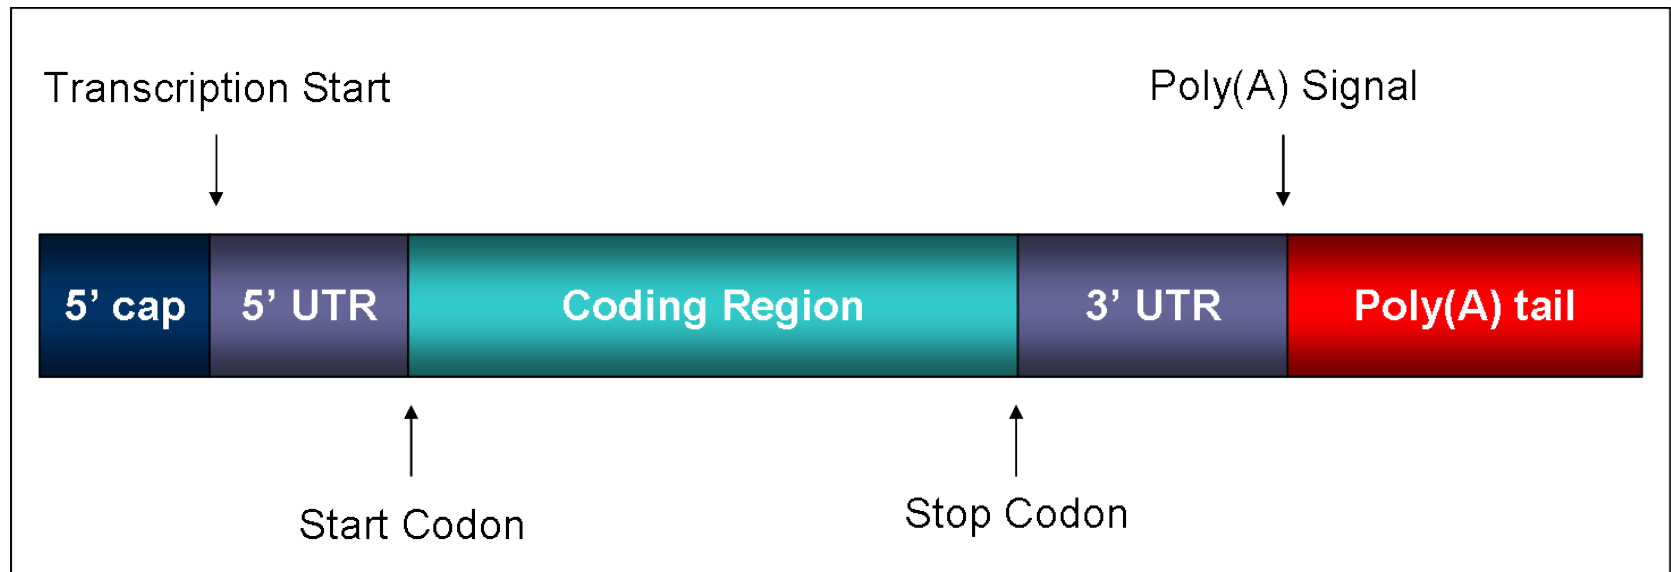 Transcription Start
Poly(A) Signal
5’ cap
5’ UTR
Coding Region
3’ UTR
Poly(A) tail
Start Codon
Stop Codon